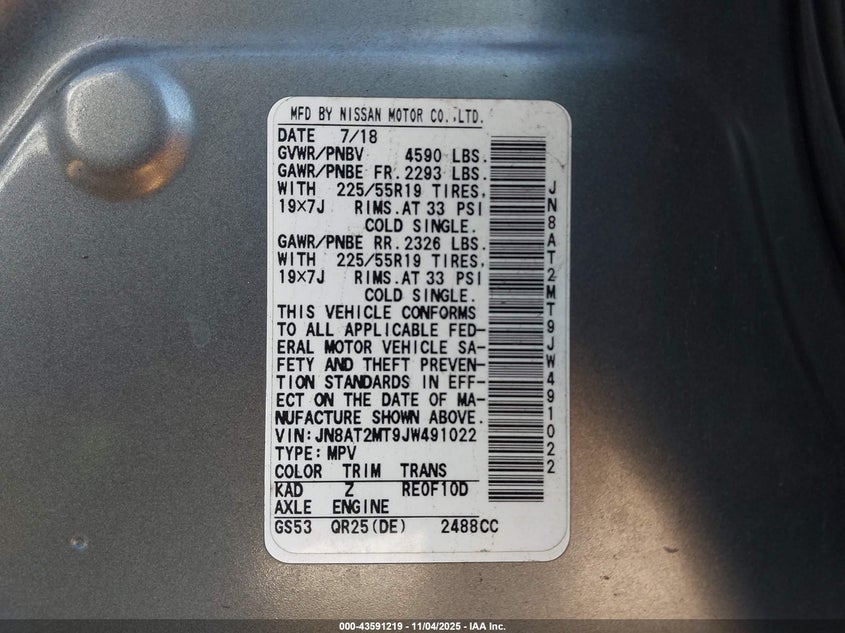 MFD BY NISSAN MOTOR CO.,LTD.
DATE 7/18
GVWR/PNBV 4590 LBS.
GAWR/PNBE FR.2293 LBS.
WITH 225/55R19 TIRES,
19×7J RIMS.AT 33 PSI
COLD SINGLE.
GAWR/PNBE RR.2326 LBS.
WITH 225/55R19 TIRES,
19×7J RIMS.AT 33 PSI
COLD SINGLE.
THIS VEHICLE CONFORMS
TO ALL APPLICABLE FED-
ERAL MOTOR VEHICLE SA-
FETY AND THEFT PREVEN-
TION STANDARDS IN EFF-
ECT ON THE DATE OF MA-
NUFACTURE SHOWN ABOVE.
VIN:JN8AT2MT9JW491022
TYPE:MPV
COLOR TRIM TRANS
KAD Z RE0F10D
AXLE ENGINE
GS53 QR25(DE) 2488CC
JN8AT2MT9JW491022
000-43591219 - 11/04/2025 - IAA Inc.